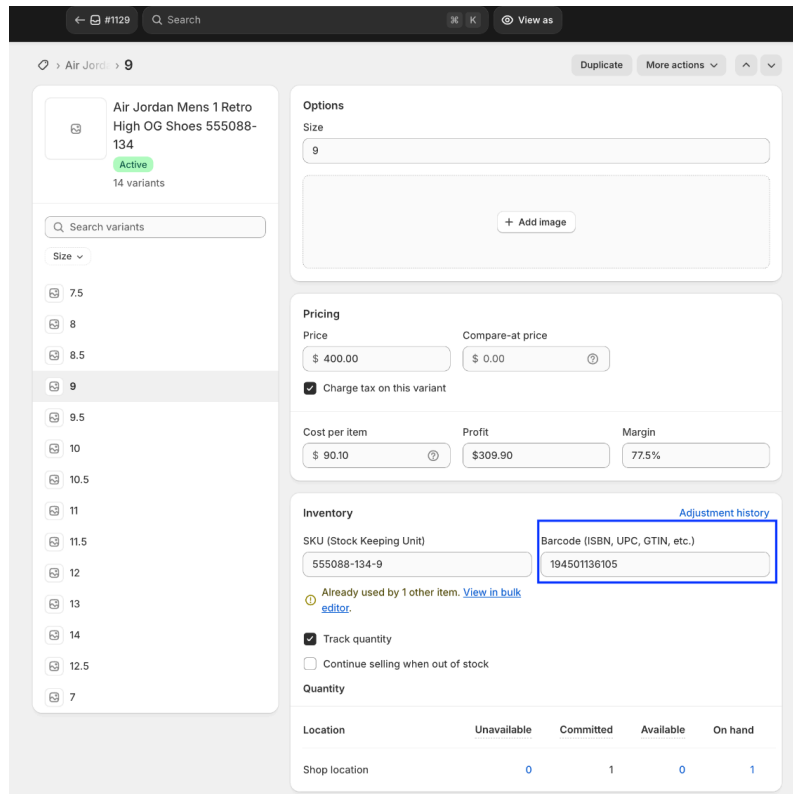 #1129
Search
⌘ K
View as
Air Jord
9
Duplicate
More actions
Air Jordan Mens 1 Retro
High OG Shoes 555088-
134
Active
14 variants
Search variants
Size
7.5
8
8.5
9
9.5
10
10.5
11
11.5
12
13
14
12.5
7
Options
Size
9
+ Add image
Pricing
Price
Compare-at price
$ 400.00
$ 0.00
Charge tax on this variant
Cost per item
Profit
Margin
$ 90.10
$309.90
77.5%
Inventory
Adjustment history
SKU (Stock Keeping Unit)
Barcode (ISBN, UPC, GTIN, etc.)
555088-134-9
194501136105
Already used by 1 other item. View in bulk
editor.
Track quantity
Continue selling when out of stock
Quantity
Location Unavailable Committed Available On hand
Shop location 0 1 0 1